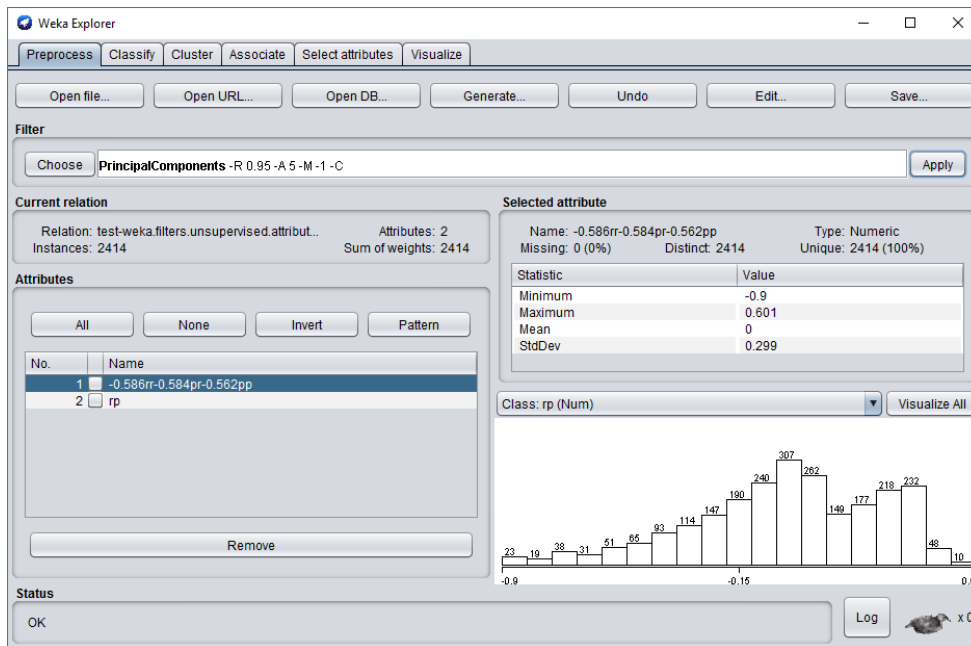 Weka Explorer
Preprocess Classify Cluster Associate Select attributes Visualize
Open file... Open URL... Open DB... Generate... Undo Edit... Save...
Filter
Choose PrincipalComponents -R 0.95 -A 5 -M -1 -C Apply
Current relation
Relation: test-weka.filters.unsupervised.attribut... Attributes: 2
Instances: 2414 Sum of weights: 2414
Selected attribute
Name: -0.586rr-0.584pr-0.562pp Type: Numeric
Missing: 0 (0%) Distinct: 2414 Unique: 2414 (100%)
Statistic Value
Minimum -0.9
Maximum 0.601
Mean 0
StdDev 0.299
Attributes
All None Invert Pattern
No. Name
1 -0.586rr-0.584pr-0.562pp
2 rp
Remove
Class: rp (Num) Visualize All
23 19 38 31 51 65 93 114 147 190 240 307 262 149 177 218 232 48 10
-0.9 -0.15
Status
OK
Log x 0